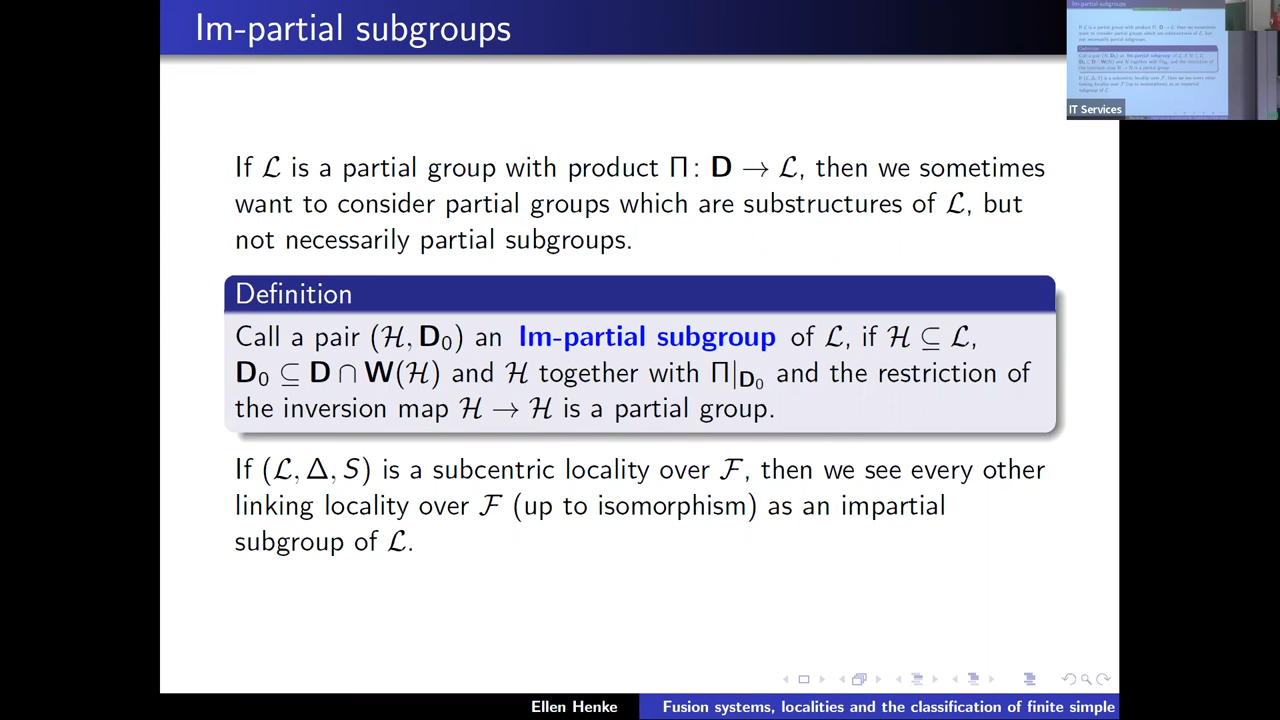 Im-partial subgroups
IT Services
If 𝓛 is a partial group with product Π: 𝐃 → 𝓛, then we sometimes
want to consider partial groups which are substructures of 𝓛, but
not necessarily partial subgroups.
Definition
Call a pair (𝓗, 𝐃₀) an Im-partial subgroup of 𝓛, if 𝓗 ⊆ 𝓛,
𝐃₀ ⊆ 𝐃 ∩ 𝐖(𝓗) and 𝓗 together with Π|𝐃₀ and the restriction of
the inversion map 𝓗 → 𝓗 is a partial group.
If (𝓛, Δ, S) is a subcentric locality over 𝓕, then we see every other
linking locality over 𝓕 (up to isomorphism) as an impartial
subgroup of 𝓛.
Ellen Henke
Fusion systems, localities and the classification of finite simple